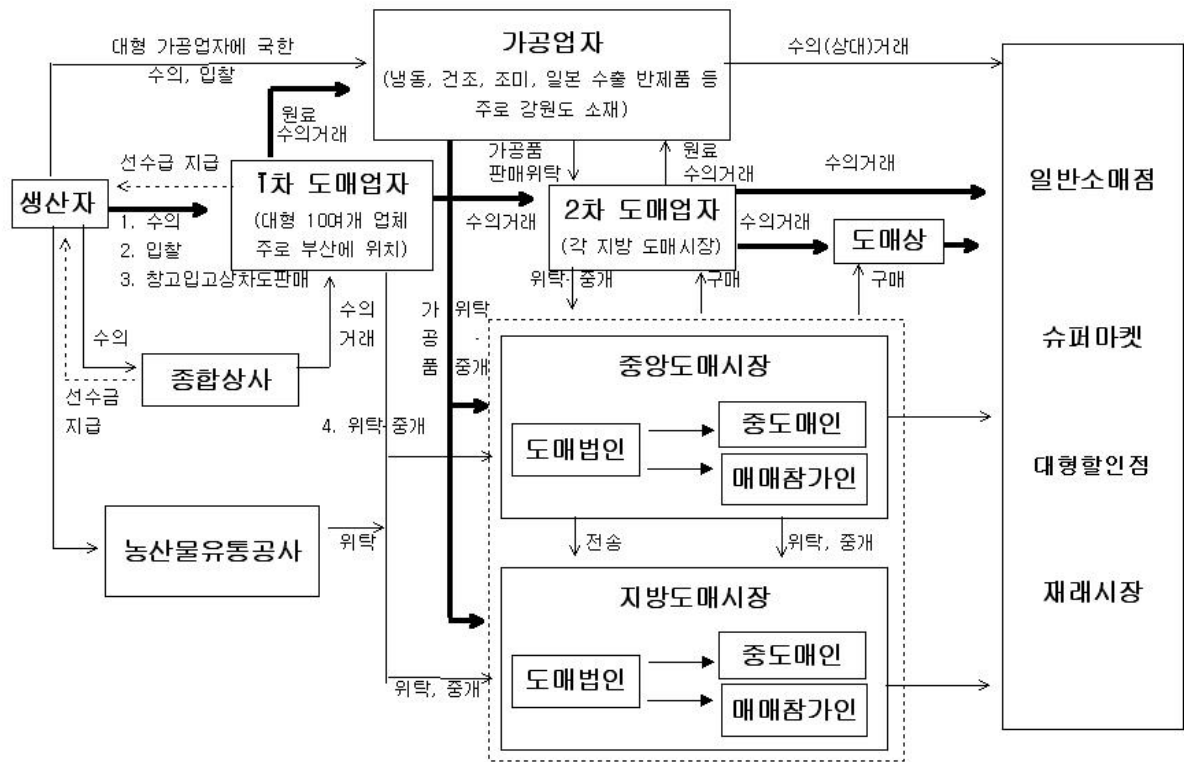 대형 가공업자에 국한
수의, 입찰
가공업자
(냉동, 건조, 조미, 일본 수출 반제품 등
주로 강원도 소재)
수의(상대)거래
원료
수의거래
선수급 지급
가공품
판매위탁
원료
수의거래
수의거래
생산자
1차 도매업자
(대형 100여개 업체
주로 부산에 위치)
수의거래
2차 도매업자
(각 지방 도매시장)
수의거래
도매상
일반소매점
1. 수의
2. 입찰
3. 창고입고상차도판매
위탁·중개
구매
구매
수의
수의
거래
가
공
품
위탁
·
중개
종합상사
선수금
지급
4. 위탁·중개
중앙도매시장
도매법인
중도매인
매매참가인
슈퍼마켓
대형할인점
농산물유통공사
위탁
전송
위탁, 중개
지방도매시장
도매법인
중도매인
매매참가인
위탁, 중개
재래시장